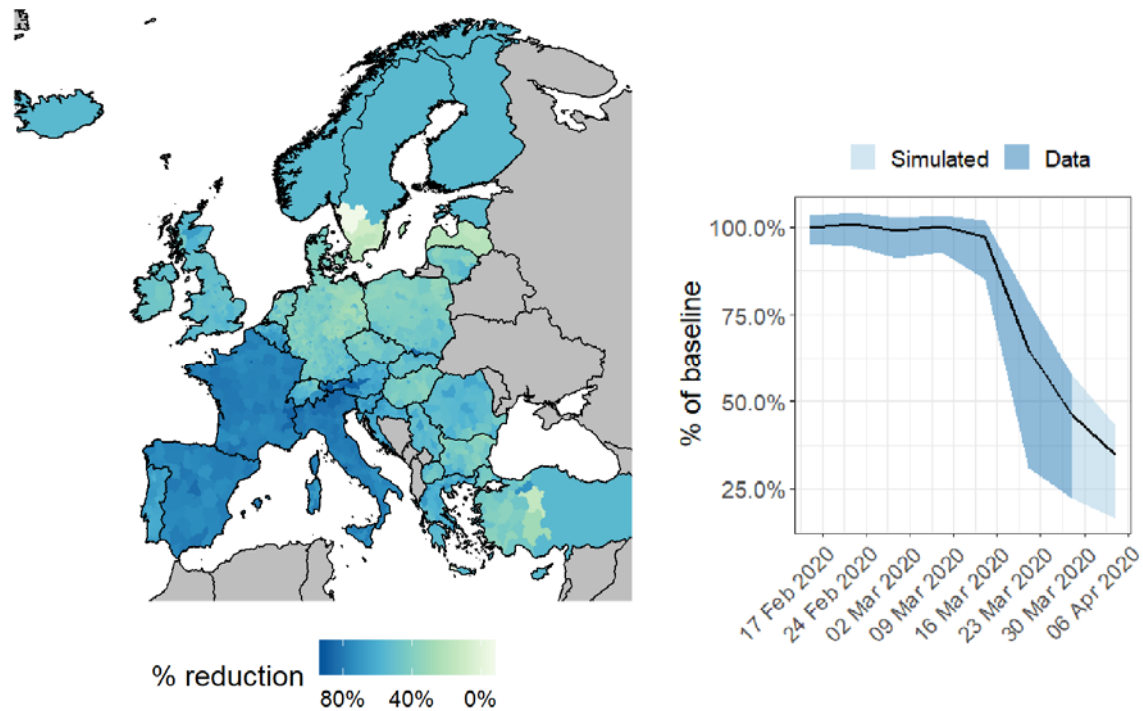 Simulated
Data
100.0%
75.0%
50.0%
25.0%
% of baseline
17 Feb 2020
24 Feb 2020
02 Mar 2020
09 Mar 2020
16 Mar 2020
23 Mar 2020
30 Mar 2020
06 Apr 2020
% reduction
80%
40%
0%